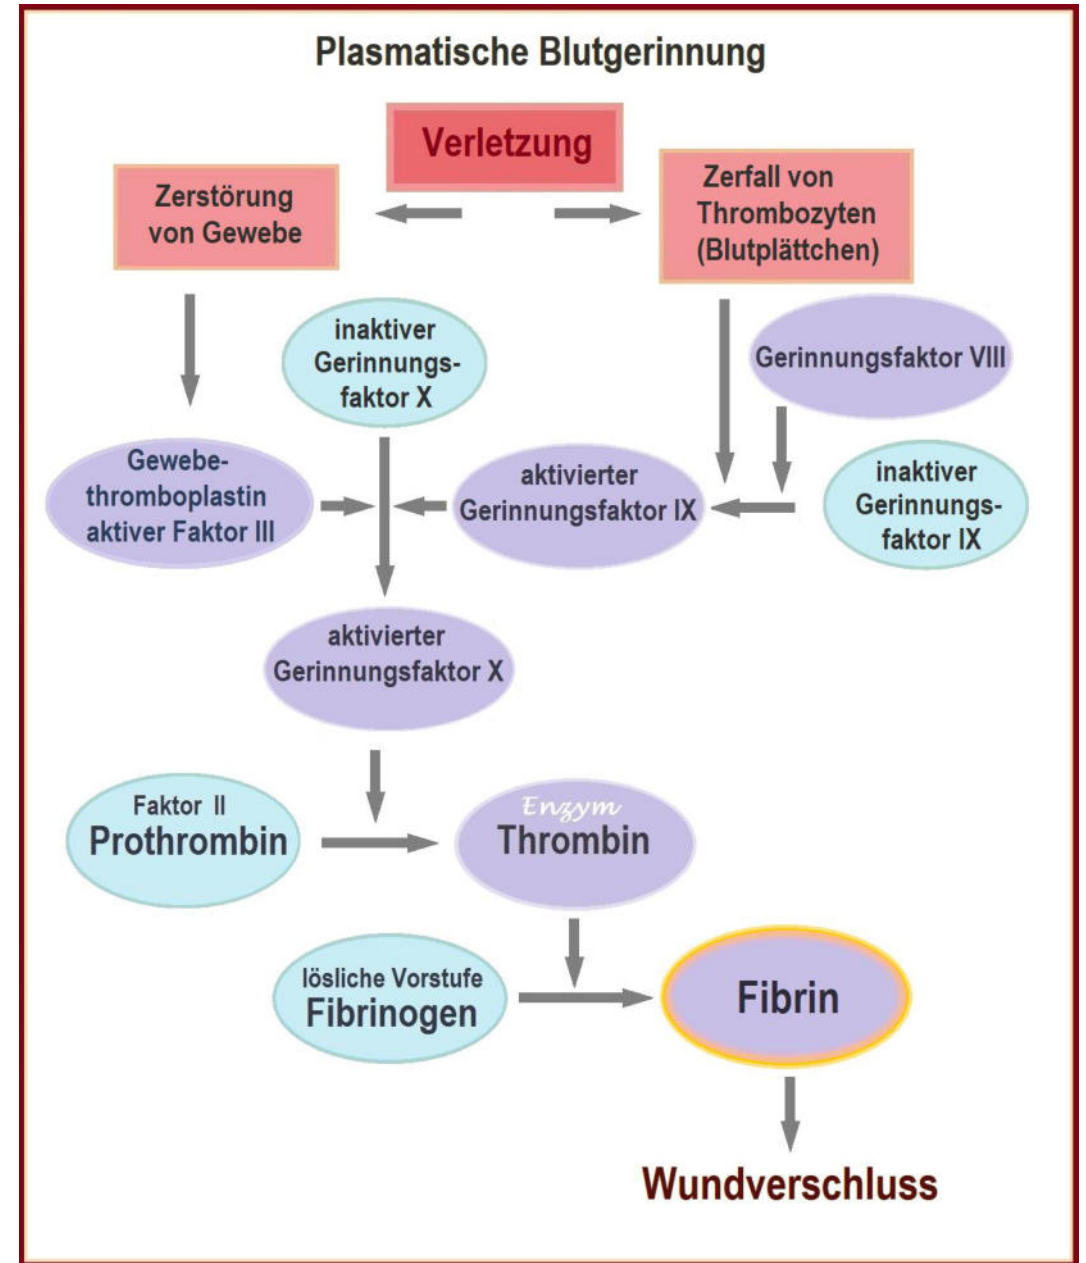 Plasmatische Blutgerinnung
Verletzung
Zerstörung
von Gewebe
Zerfall von
Thrombozyten
(Blutplättchen)
inaktiver
Gerinnungs-
faktor X
Gerinnungsfaktor VIII
Gewebe-
thromboplastin
aktiver Faktor III
aktivierter
Gerinnungsfaktor IX
inaktiver
Gerinnungs-
faktor IX
aktivierter
Gerinnungsfaktor X
Faktor II
Prothrombin
Enzym
Thrombin
lösliche Vorstufe
Fibrinogen
Fibrin
Wundverschluss